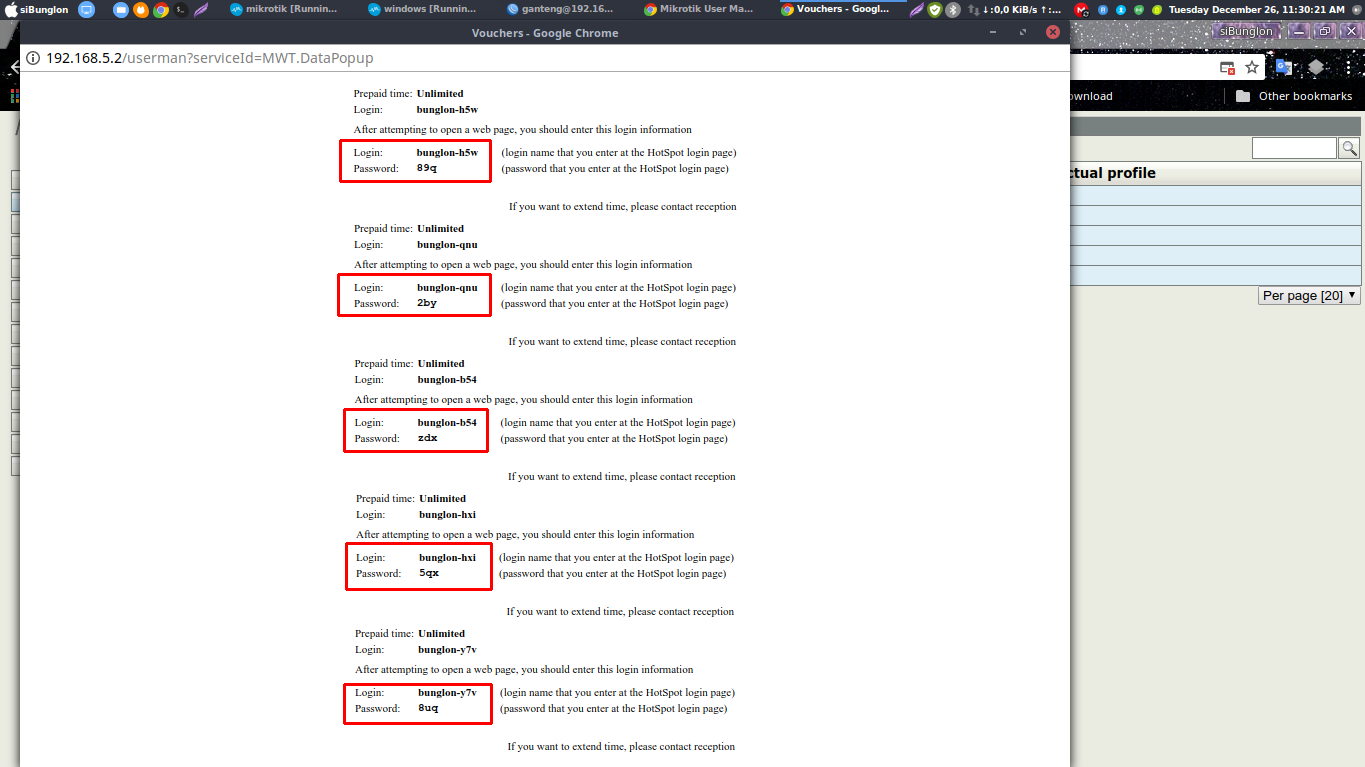 siBunglon
mikrotik [Runnin...
windows [Runnin...
ganteng@192.16...
Mikrotik User Ma...
Vouchers - Googl...
↓:0,0 KiB/s ↑:...
Tuesday December 26, 11:30:21 AM
Vouchers - Google Chrome
siBunglon
192.168.5.2/userman?serviceId=MWT.DataPopup
ownload
Other bookmarks
ctual profile
Per page [20]
Prepaid time: Unlimited
Login: bunglon-h5w
After attempting to open a web page, you should enter this login information
Login: bunglon-h5w (login name that you enter at the HotSpot login page)
Password: 89q (password that you enter at the HotSpot login page)
If you want to extend time, please contact reception
Prepaid time: Unlimited
Login: bunglon-qnu
After attempting to open a web page, you should enter this login information
Login: bunglon-qnu (login name that you enter at the HotSpot login page)
Password: 2by (password that you enter at the HotSpot login page)
If you want to extend time, please contact reception
Prepaid time: Unlimited
Login: bunglon-b54
After attempting to open a web page, you should enter this login information
Login: bunglon-b54 (login name that you enter at the HotSpot login page)
Password: zdx (password that you enter at the HotSpot login page)
If you want to extend time, please contact reception
Prepaid time: Unlimited
Login: bunglon-hxi
After attempting to open a web page, you should enter this login information
Login: bunglon-hxi (login name that you enter at the HotSpot login page)
Password: 5qx (password that you enter at the HotSpot login page)
If you want to extend time, please contact reception
Prepaid time: Unlimited
Login: bunglon-y7v
After attempting to open a web page, you should enter this login information
Login: bunglon-y7v (login name that you enter at the HotSpot login page)
Password: 8uq (password that you enter at the HotSpot login page)
If you want to extend time, please contact reception